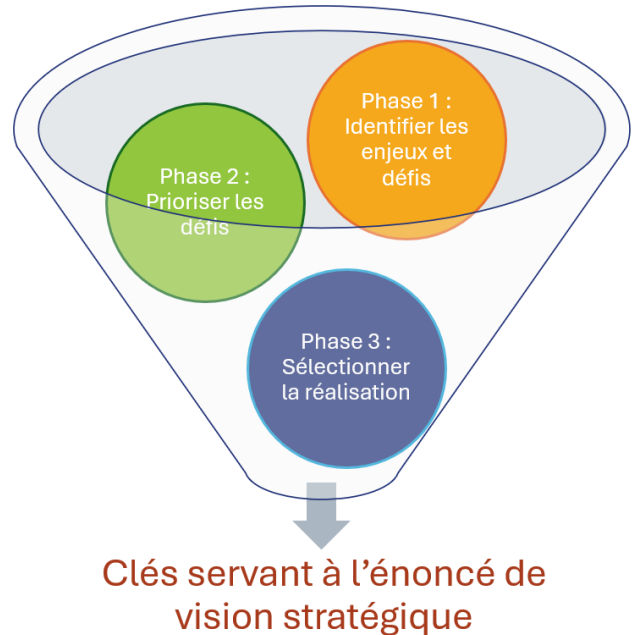 Phase 1 :
Identifier les
enjeux et
défis
Phase 2 :
Prioriser les
défis
Phase 3 :
Sélectionner
la réalisation
Clés servant à l’énoncé de
vision stratégique